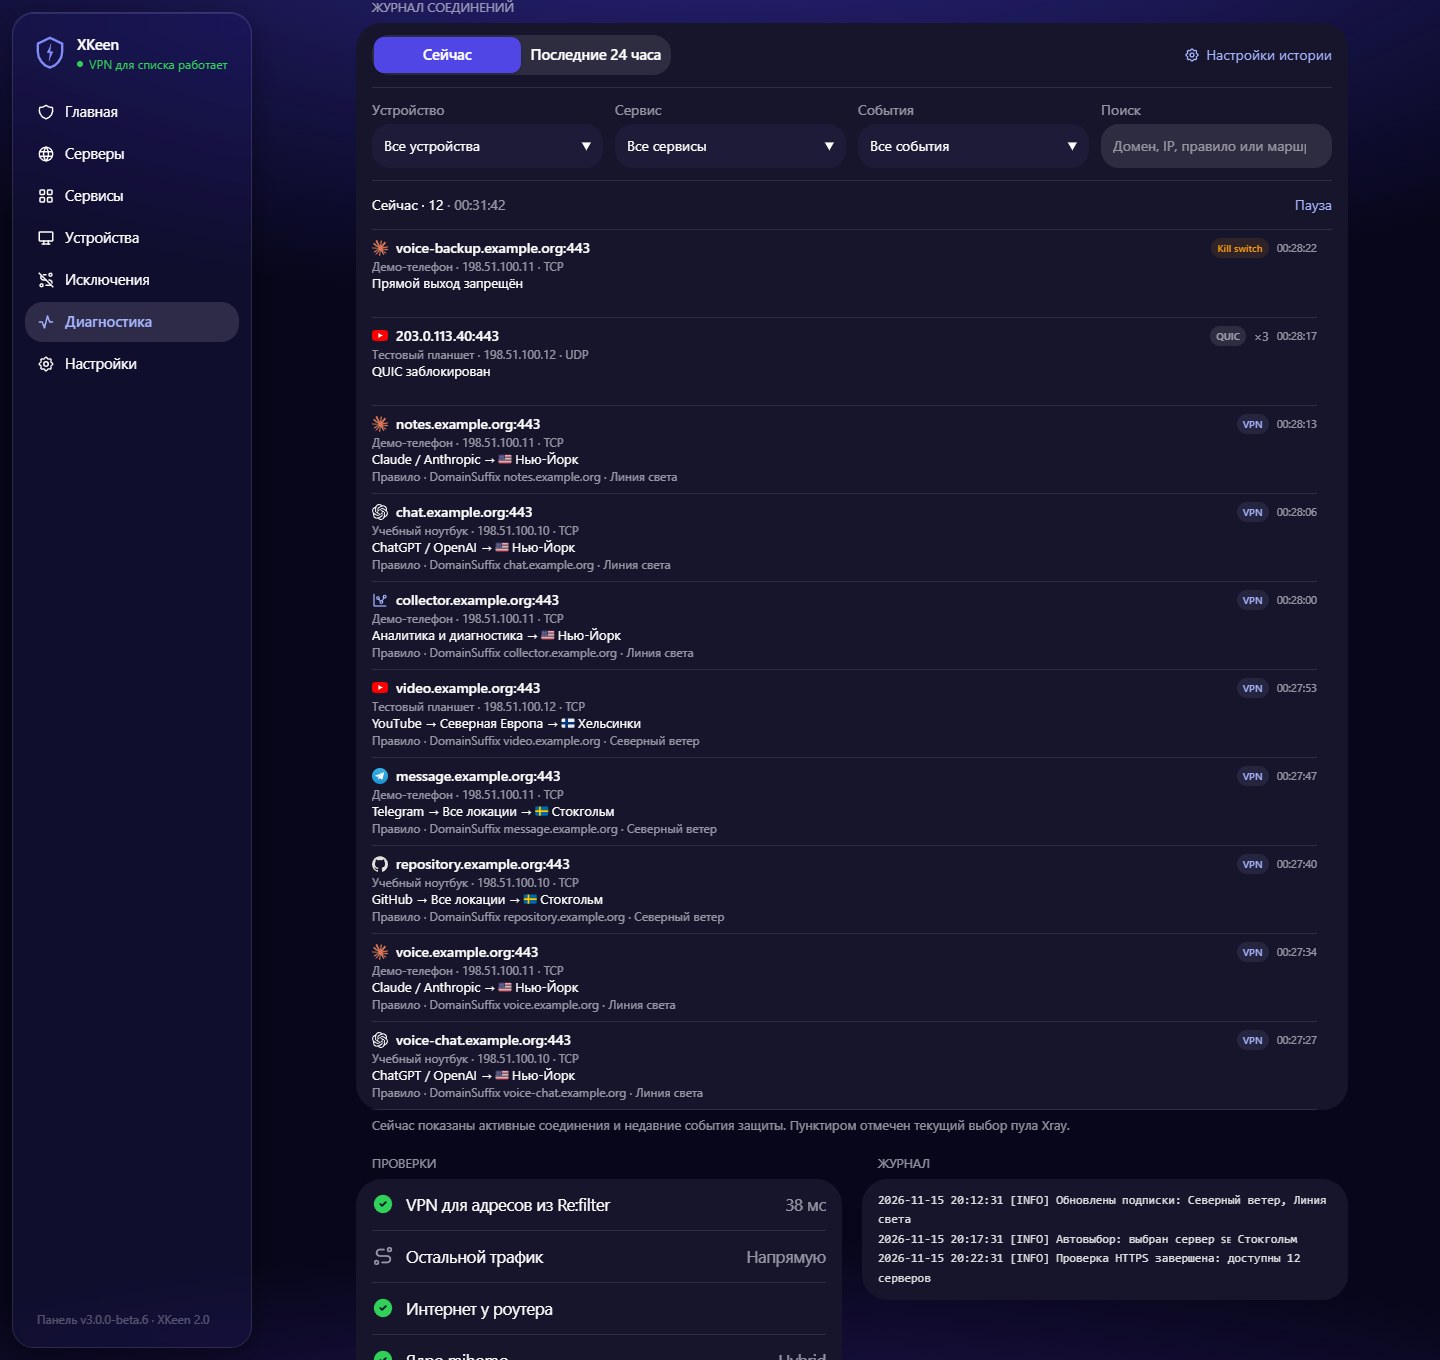 XKeen
VPN для списка работает
Главная
Серверы
Сервисы
Устройства
Исключения
Диагностика
Настройки
Панель v3.0.0-beta.6 · XKeen 2.0
ЖУРНАЛ СОЕДИНЕНИЙ
Сейчас
Последние 24 часа
Настройки истории
Устройство
Сервис
События
Поиск
Все устройства
Все сервисы
Все события
Домен, IP, правило или марш
Сейчас · 12 · 00:31:42
Пауза
voice-backup.example.org:443
Kill switch 00:28:22
Демо-телефон · 198.51.100.11 · TCP
Прямой выход запрещён
203.0.113.40:443
QUIC ×3 00:28:17
Тестовый планшет · 198.51.100.12 · UDP
QUIC заблокирован
notes.example.org:443
VPN 00:28:13
Демо-телефон · 198.51.100.11 · TCP
Claude / Anthropic → Нью-Йорк
Правило · DomainSuffix notes.example.org · Линия света
chat.example.org:443
VPN 00:28:06
Учебный ноутбук · 198.51.100.10 · TCP
ChatGPT / OpenAI → Нью-Йорк
Правило · DomainSuffix chat.example.org · Линия света
collector.example.org:443
VPN 00:28:00
Демо-телефон · 198.51.100.11 · TCP
Аналитика и диагностика → Нью-Йорк
Правило · DomainSuffix collector.example.org · Линия света
video.example.org:443
VPN 00:27:53
Тестовый планшет · 198.51.100.12 · TCP
YouTube → Северная Европа → Хельсинки
Правило · DomainSuffix video.example.org · Северный ветер
message.example.org:443
VPN 00:27:47
Демо-телефон · 198.51.100.11 · TCP
Telegram → Все локации → Стокгольм
Правило · DomainSuffix message.example.org · Северный ветер
repository.example.org:443
VPN 00:27:40
Учебный ноутбук · 198.51.100.10 · TCP
GitHub → Все локации → Стокгольм
Правило · DomainSuffix repository.example.org · Северный ветер
voice.example.org:443
VPN 00:27:34
Демо-телефон · 198.51.100.11 · TCP
Claude / Anthropic → Нью-Йорк
Правило · DomainSuffix voice.example.org · Линия света
voice-chat.example.org:443
VPN 00:27:27
Учебный ноутбук · 198.51.100.10 · TCP
ChatGPT / OpenAI → Нью-Йорк
Правило · DomainSuffix voice-chat.example.org · Линия света
Сейчас показаны активные соединения и недавние события защиты. Пунктиром отмечен текущий выбор пула Xray.
ПРОВЕРКИ
VPN для адресов из Re:filter 38 мс
Остальной трафик Напрямую
Интернет у роутера
Ядро mihomo Hybrid
ЖУРНАЛ
2026-11-15 20:12:31 [INFO] Обновлены подписки: Северный ветер, Линия
света
2026-11-15 20:17:31 [INFO] Автовыбор: выбран сервер SE Стокгольм
2026-11-15 20:22:31 [INFO] Проверка HTTPS завершена: доступны 12
серверов